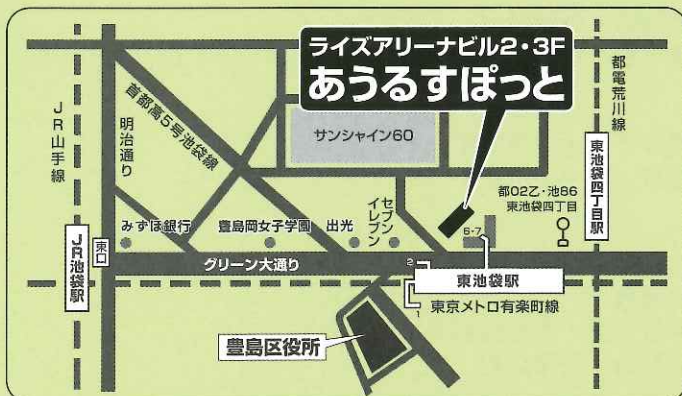 ライズアリーナビル2・3F
あうるすぽっと
JR山手線
明治通り
首都高5号池袋線
サンシャイン60
都電荒川線
東池袋四丁目駅
都02乙・池86
東池袋四丁目
みずほ銀行
豊島岡女子学園
出光
セブン
イレブン
6-7
JR池袋駅
東口
グリーン大通り
2
東池袋駅
1
東京メトロ有楽町線
豊島区役所